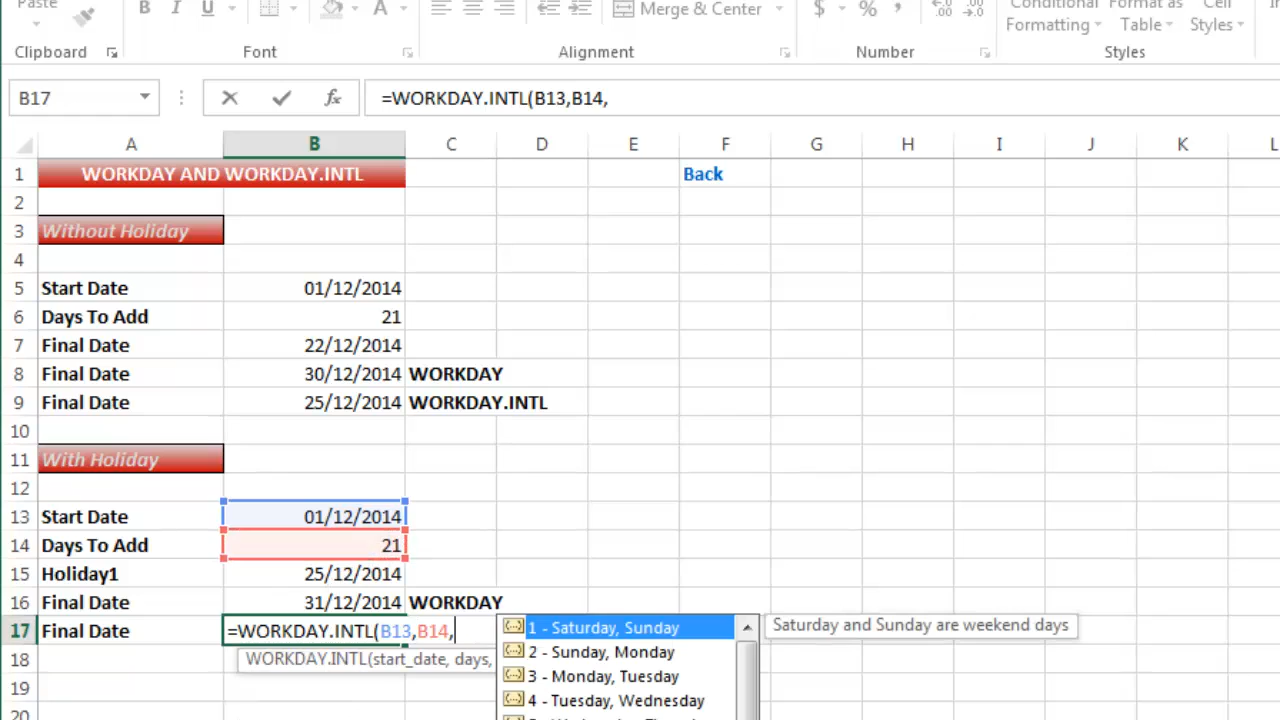 Paste
B I U
A
Merge & Center
$ % ,
.00
.00
Conditional Format as Cell
Formatting Table Styles
Clipboard Font Alignment Number Styles
B17 fx =WORKDAY.INTL(B13,B14,
A B C D E F G H I J K L
1 WORKDAY AND WORKDAY.INTL Back
2
3 Without Holiday
4
5 Start Date 01/12/2014
6 Days To Add 21
7 Final Date 22/12/2014
8 Final Date 30/12/2014 WORKDAY
9 Final Date 25/12/2014 WORKDAY.INTL
10
11 With Holiday
12
13 Start Date 01/12/2014
14 Days To Add 21
15 Holiday1 25/12/2014
16 Final Date 31/12/2014 WORKDAY
17 Final Date =WORKDAY.INTL(B13,B14, 1 - Saturday, Sunday Saturday and Sunday are weekend days
2 - Sunday, Monday
18 WORKDAY.INTL(start_date, days,
3 - Monday, Tuesday
19 4 - Tuesday, Wednesday
20